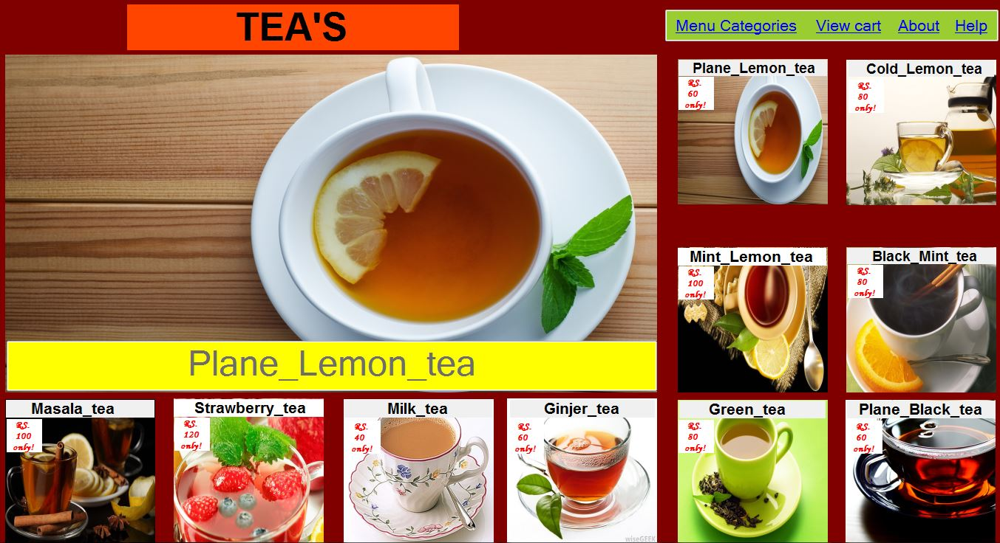 TEA'S
Menu Categories View cart About Help
Plane_Lemon_tea
Plane_Lemon_tea
RS.
60
only!
Cold_Lemon_tea
RS.
80
only!
Mint_Lemon_tea
RS.
100
only!
Black_Mint_tea
RS.
80
only!
Masala_tea
RS.
100
only!
Strawberry_tea
RS.
120
only!
Milk_tea
RS.
40
only!
Ginjer_tea
RS.
60
only!
wiseGEEK
Green_tea
RS.
80
only!
Plane_Black_tea
RS.
60
only!